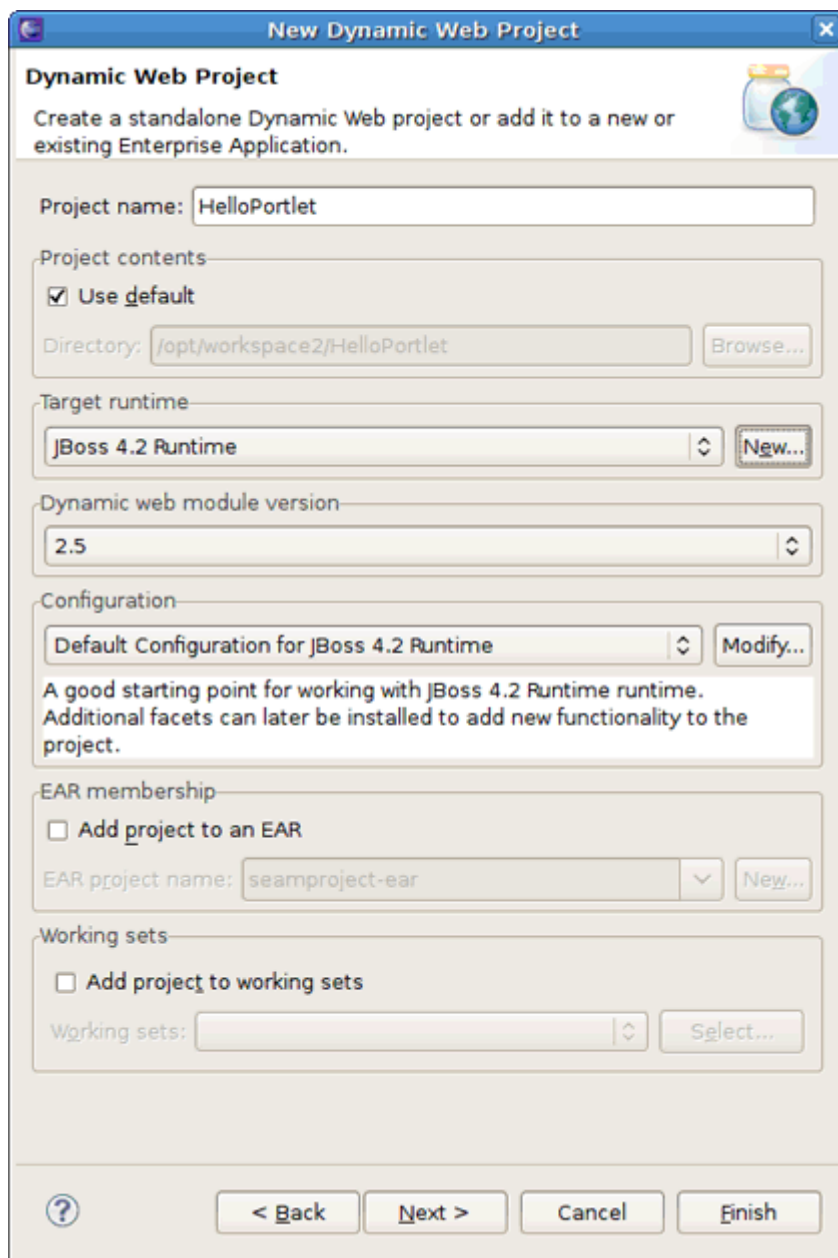 New Dynamic Web Project
Dynamic Web Project
Create a standalone Dynamic Web project or add it to a new or
existing Enterprise Application.
Project name: HelloPortlet
Project contents
Use default
Directory: /opt/workspace2/HelloPortlet Browse...
Target runtime
JBoss 4.2 Runtime New...
Dynamic web module version
2.5
Configuration
Default Configuration for JBoss 4.2 Runtime Modify...
A good starting point for working with JBoss 4.2 Runtime runtime.
Additional facets can later be installed to add new functionality to the
project.
EAR membership
Add project to an EAR
EAR project name: seamproject-ear New...
Working sets
Add project to working sets
Working sets: Select...
? < Back Next > Cancel Finish